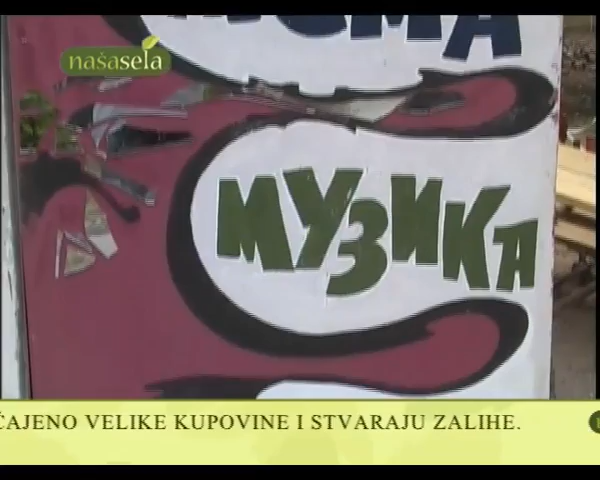 našasela
МУЗИКА
ČAJENO VELIKE KUPOVINE I STVARAJU ZALIHE.